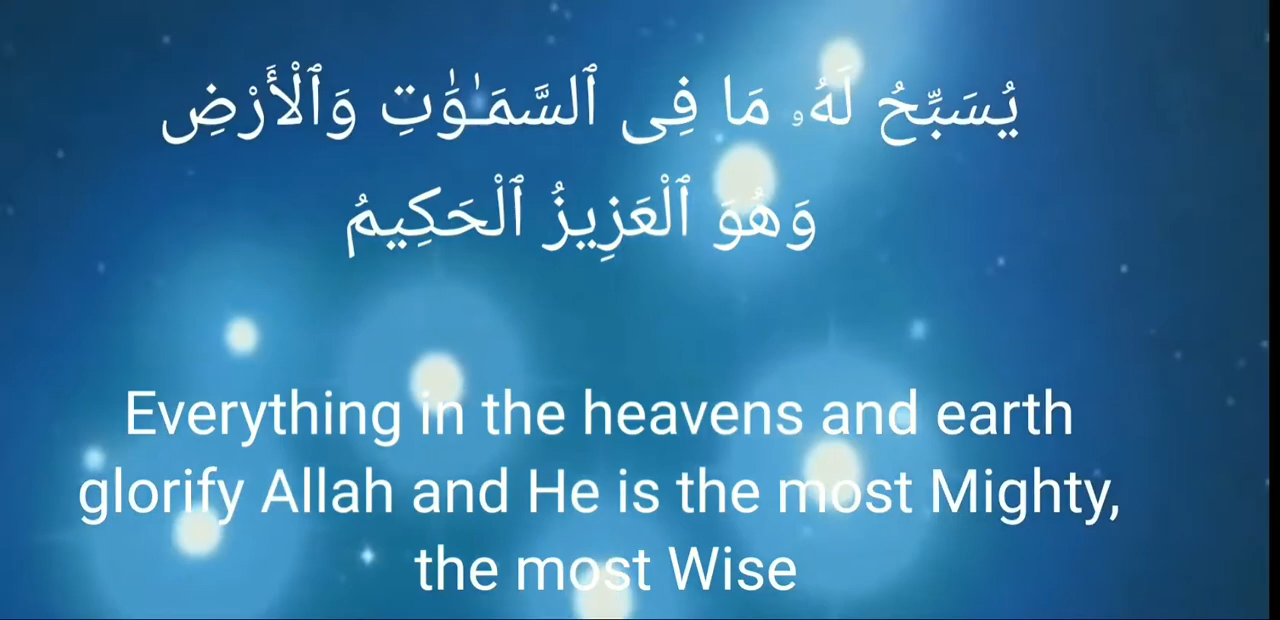 يُسَبِّحُ لَهُۥ مَا فِى ٱلسَّمَـٰوَٰتِ وَٱلْأَرْضِ
وَهُوَ ٱلْعَزِيزُ ٱلْحَكِيمُ
Everything in the heavens and earth
glorify Allah and He is the most Mighty,
the most Wise